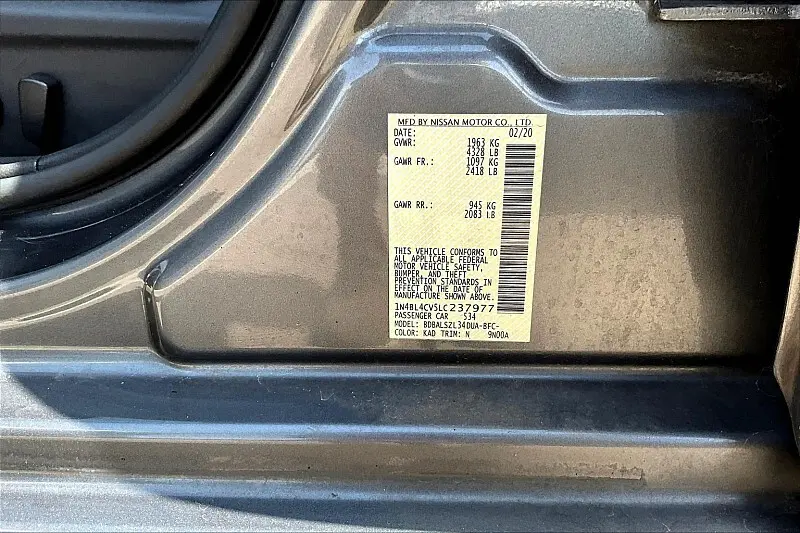 MFD BY NISSAN MOTOR CO., LTD.
DATE: 02/20
GVWR: 1963 KG
4328 LB
GAWR FR.: 1097 KG
2418 LB
GAWR RR.: 945 KG
2083 LB
THIS VEHICLE CONFORMS TO
ALL APPLICABLE FEDERAL
MOTOR VEHICLE SAFETY,
BUMPER, AND THEFT
PREVENTION STANDARDS IN
EFFECT ON THE DATE OF
MANUFACTURE SHOWN ABOVE.
1N4BL4CV5LC237977
PASSENGER CAR 534
MODEL: BDBALSZL34DUA-BFC-
COLOR: KAD TRIM: N 9N00A